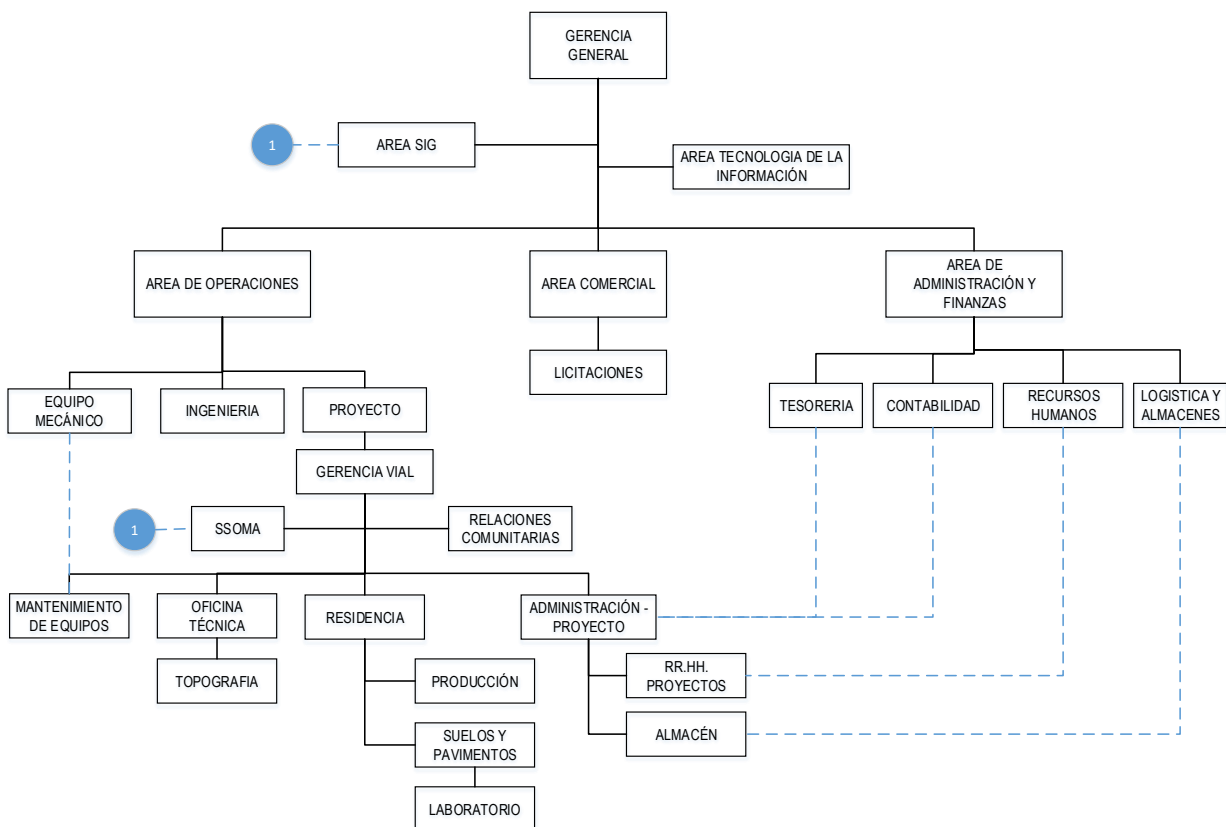 GERENCIA
GENERAL
1
AREA SIG
AREA TECNOLOGIA DE LA
INFORMACIÓN
AREA DE OPERACIONES
AREA COMERCIAL
AREA DE
ADMINISTRACIÓN Y
FINANZAS
LICITACIONES
EQUIPO
MECÁNICO
INGENIERIA
PROYECTO
TESORERIA
CONTABILIDAD
RECURSOS
HUMANOS
LOGISTICA Y
ALMACENES
GERENCIA VIAL
1
SSOMA
RELACIONES
COMUNITARIAS
MANTENIMIENTO
DE EQUIPOS
OFICINA
TÉCNICA
RESIDENCIA
ADMINISTRACIÓN -
PROYECTO
TOPOGRAFIA
PRODUCCIÓN
RR.HH.
PROYECTOS
SUELOS Y
PAVIMENTOS
ALMACÉN
LABORATORIO